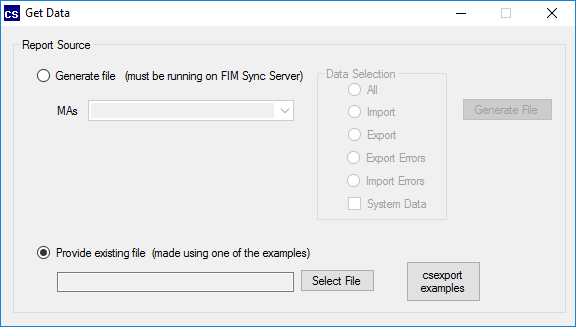 cs Get Data
Report Source
Generate file (must be running on FIM Sync Server)
MAs
Data Selection
All
Import
Export
Export Errors
Import Errors
System Data
Generate File
Provide existing file (made using one of the examples)
Select File
csexport
examples